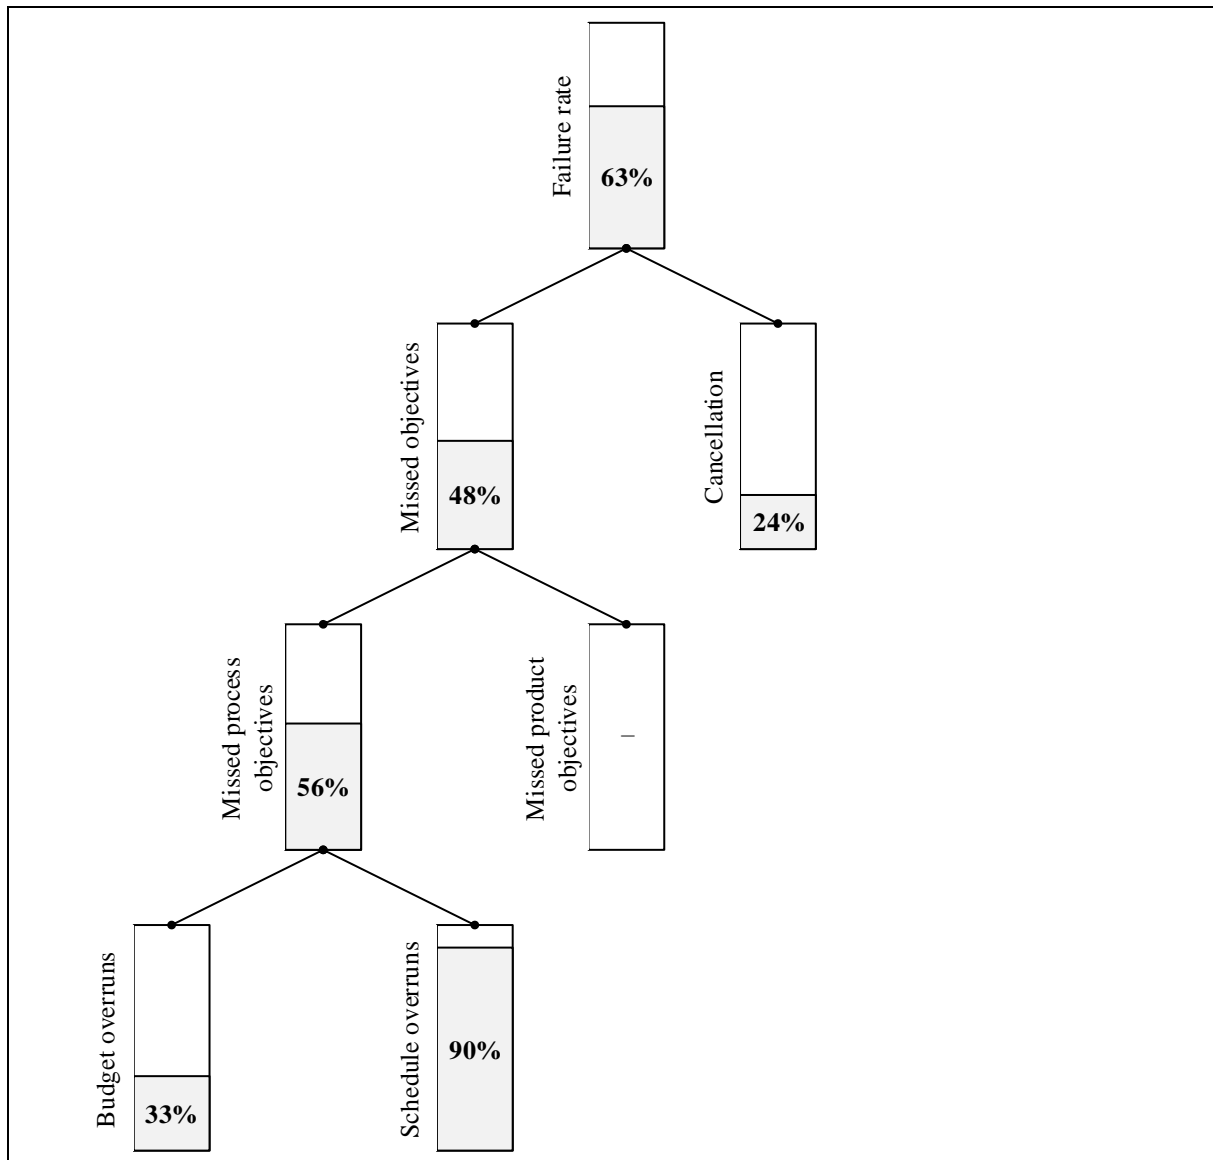 Failure rate
63%
Missed objectives
48%
Cancellation
24%
Missed process
objectives
56%
Missed product
objectives
–
Budget overruns
33%
Schedule overruns
90%